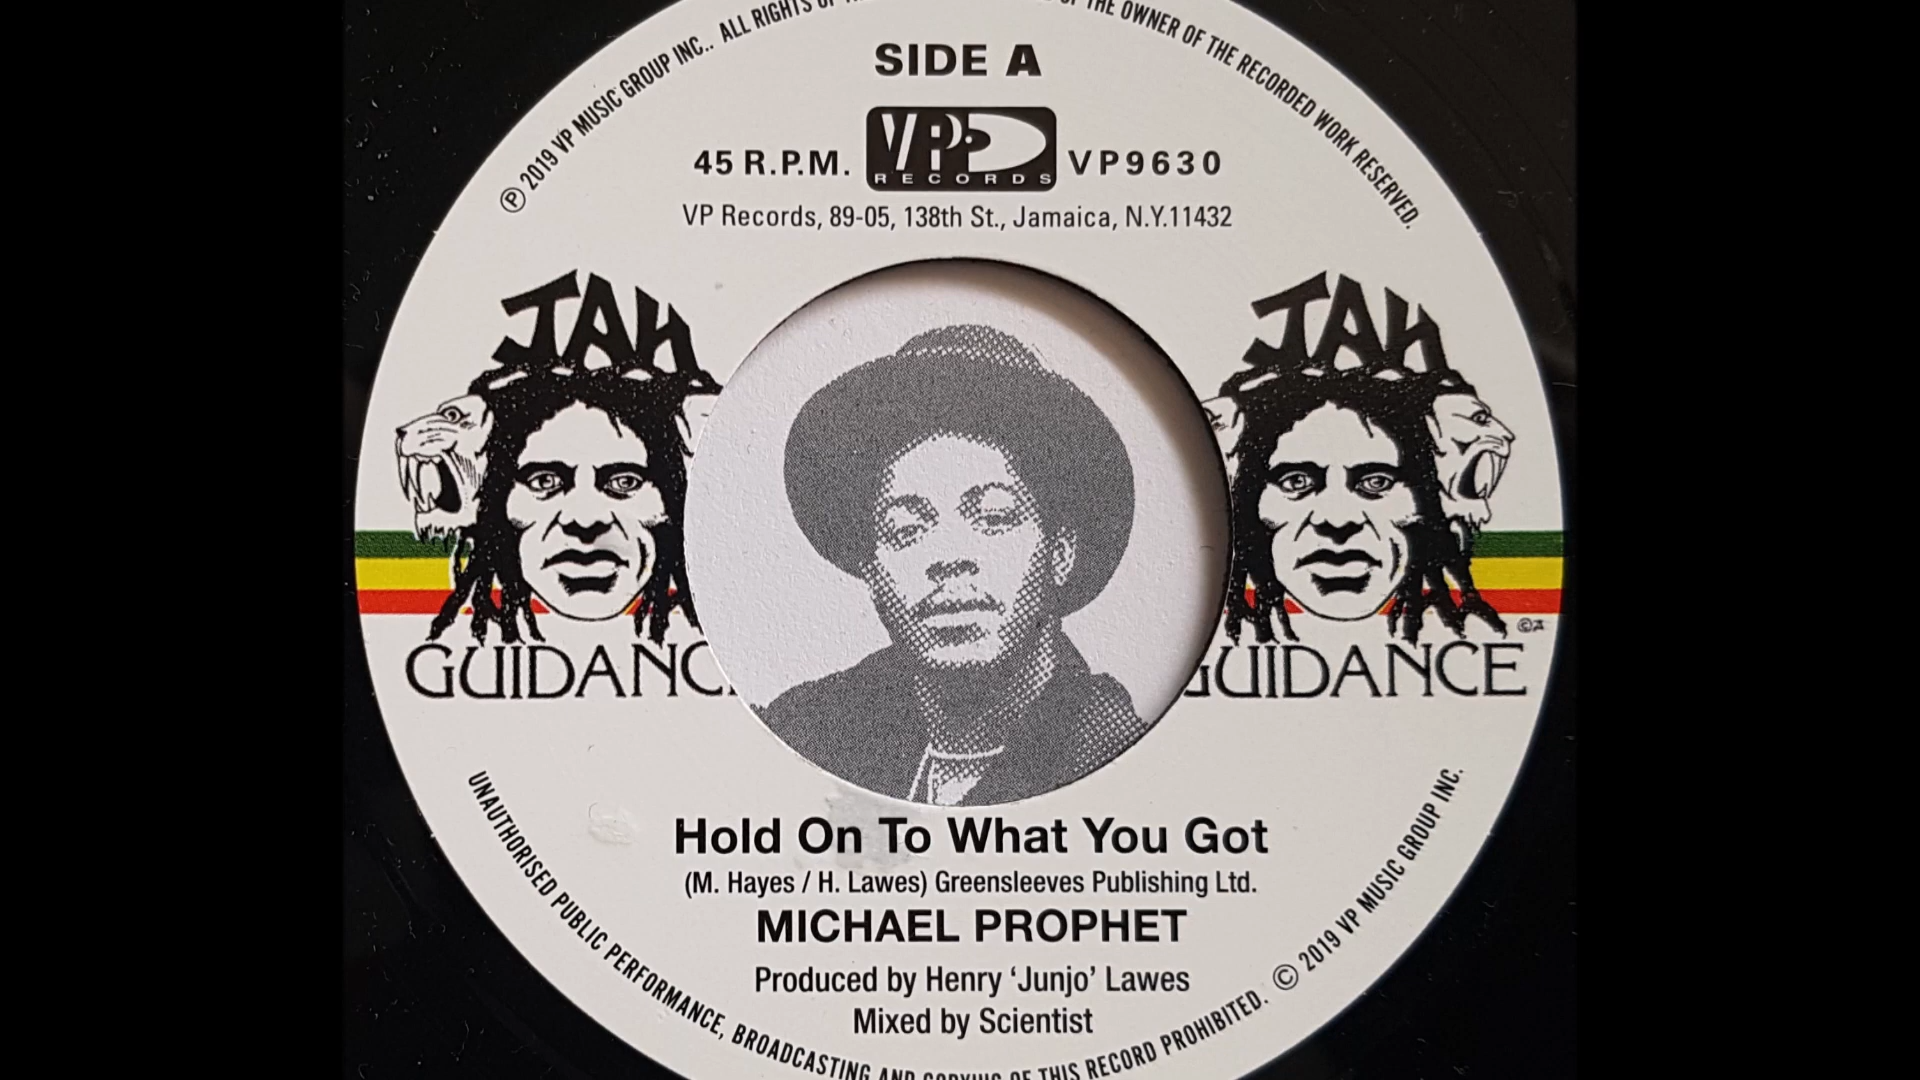 ℗ 2019 VP MUSIC GROUP INC.. ALL RIGHTS OF THE OWNER OF THE RECORDED WORK RESERVED.
SIDE A
45 R.P.M. VP RECORDS VP9630
VP Records, 89-05, 138th St., Jamaica, N.Y.11432
JAH
GUIDANC
JAH
GUIDANCE
©A
Hold On To What You Got
(M. Hayes / H. Lawes) Greensleeves Publishing Ltd.
MICHAEL PROPHET
Produced by Henry ‘Junjo’ Lawes
Mixed by Scientist
UNAUTHORISED PUBLIC PERFORMANCE, BROADCASTING AND COPYING OF THIS RECORD PROHIBITED. © 2019 VP MUSIC GROUP INC.